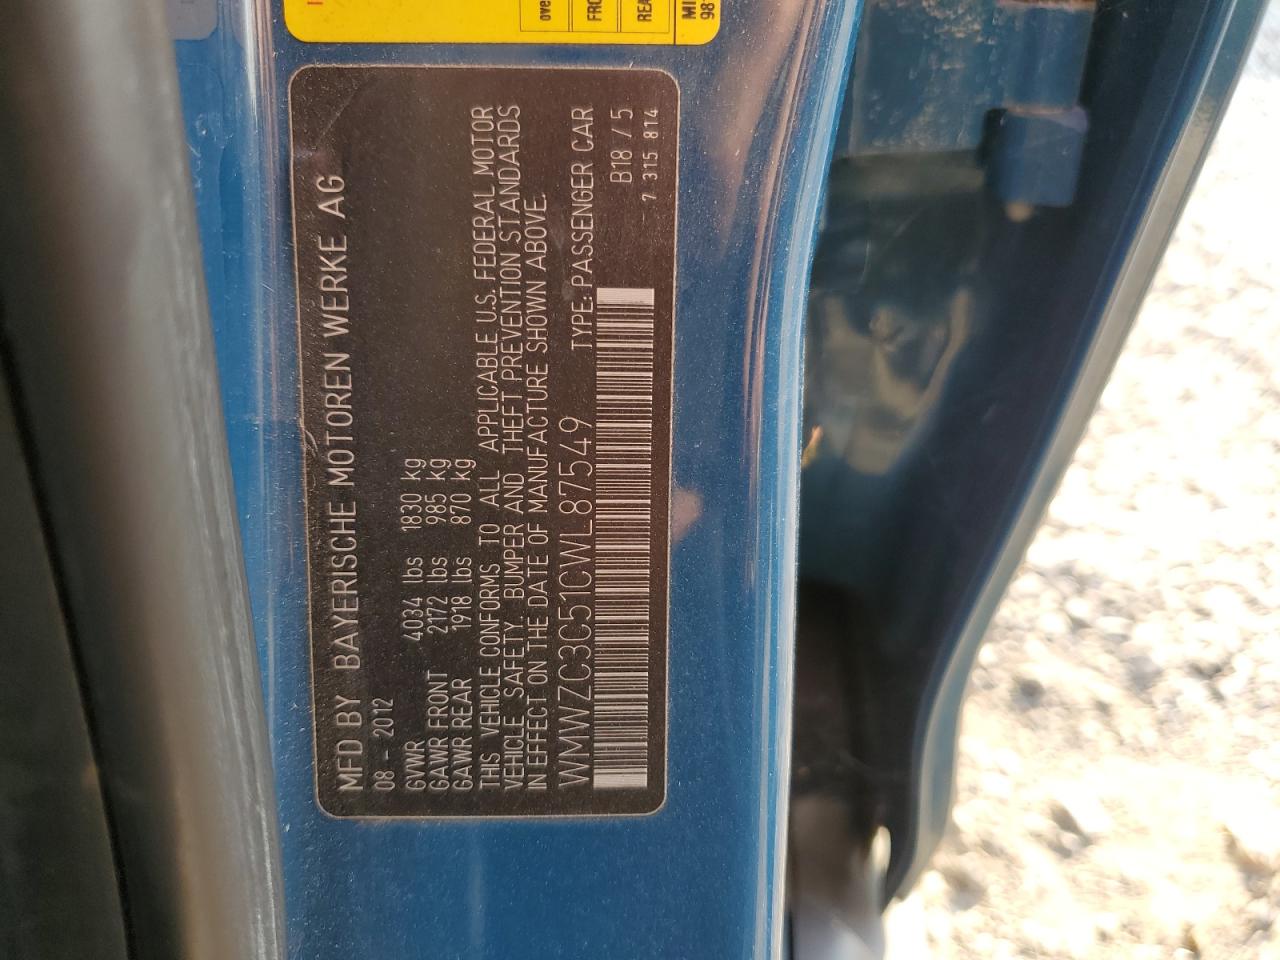 MFD BY BAYERISCHE MOTOREN WERKE AG
08 - 2012
GVWR 4034 lbs 1830 kg
GAWR FRONT 2172 lbs 985 kg
GAWR REAR 1918 lbs 870 kg
THIS VEHICLE CONFORMS TO ALL APPLICABLE U.S. FEDERAL MOTOR
VEHICLE SAFETY, BUMPER AND THEFT PREVENTION STANDARDS
IN EFFECT ON THE DATE OF MANUFACTURE SHOWN ABOVE.
WMWZC3C51CWL87549 TYPE: PASSENGER CAR
B18 / 5
7 315 814